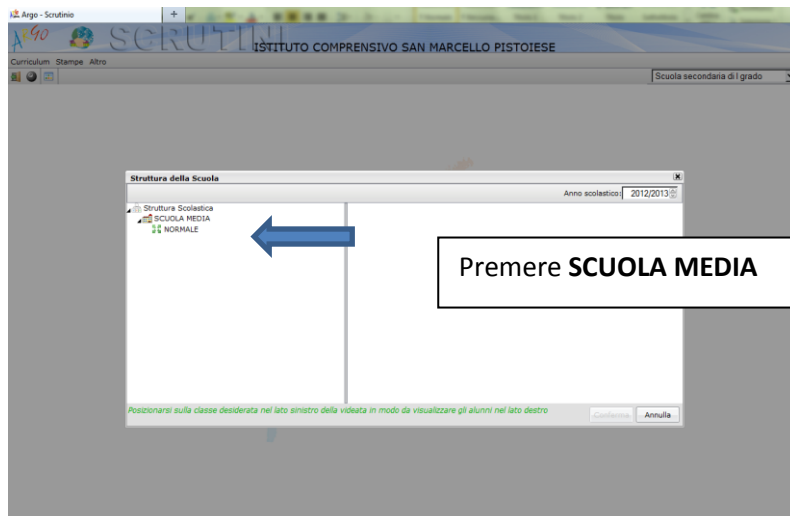 Argo - Scrutinio
+
Argo
SCRUTINI
ISTITUTO COMPRENSIVO SAN MARCELLO PISTOIESE
Curriculum Stampe Altro
Scuola secondaria di I grado
Struttura della Scuola
Anno scolastico: 2012/2013
Struttura Scolastica
SCUOLA MEDIA
NORMALE
Premere SCUOLA MEDIA
Posizionarsi sulla classe desiderata nel lato sinistro della videata in modo da visualizzare gli alunni nel lato destro
Conferma Annulla